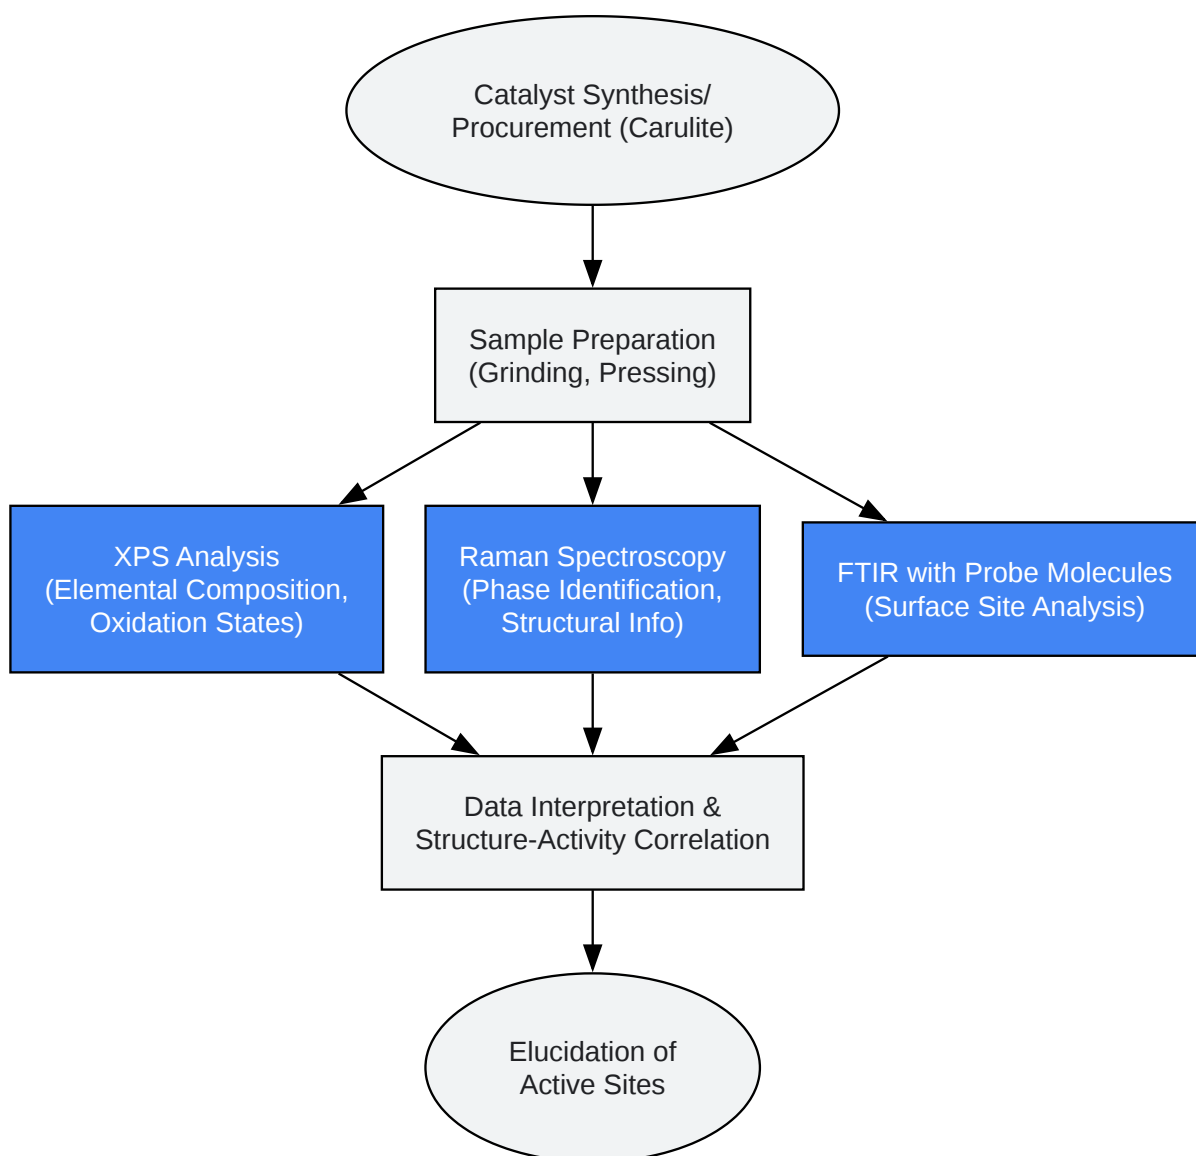 Catalyst Synthesis/
Procurement (Carulite)
Sample Preparation
(Grinding, Pressing)
XPS Analysis
(Elemental Composition,
Oxidation States)
Raman Spectroscopy
(Phase Identification,
Structural Info)
FTIR with Probe Molecules
(Surface Site Analysis)
Data Interpretation &
Structure-Activity Correlation
Elucidation of
Active Sites